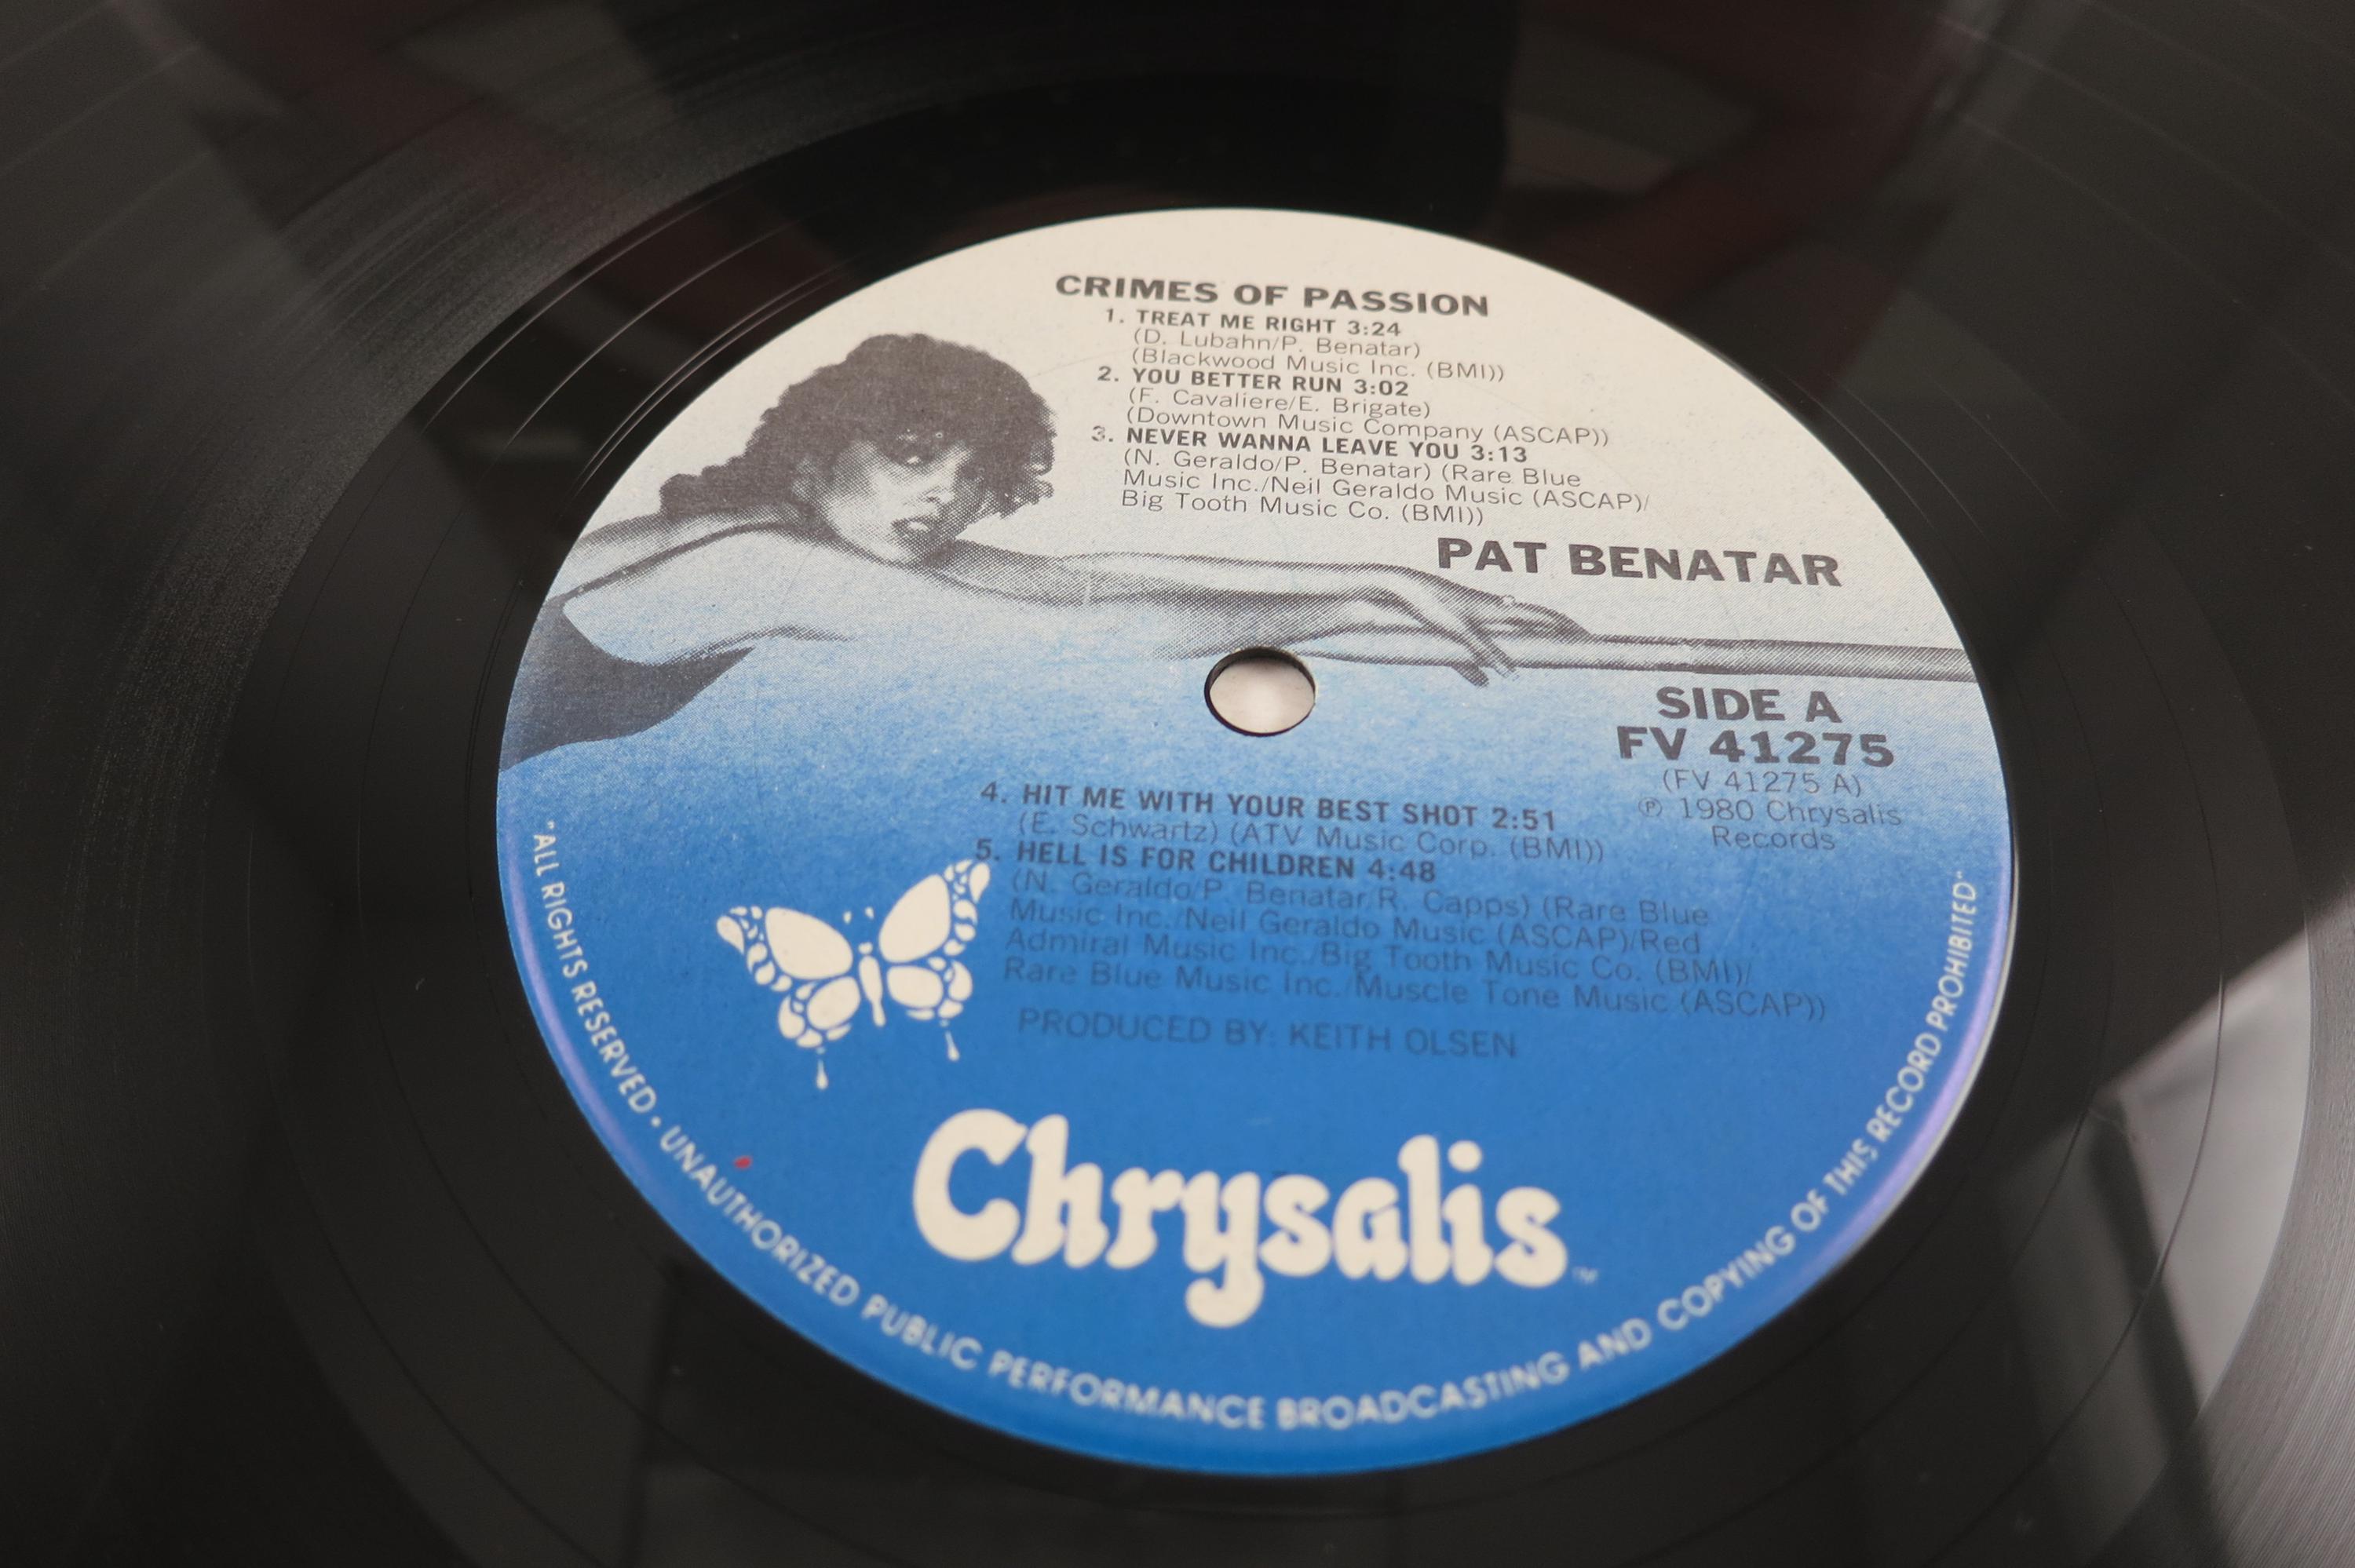 CRIMES OF PASSION
1. TREAT ME RIGHT 3:24
(D. Lubahn/P. Benatar)
(Blackwood Music Inc. (BMI))
2. YOU BETTER RUN 3:02
(F. Cavaliere/E. Brigate)
(Downtown Music Company (ASCAP))
3. NEVER WANNA LEAVE YOU 3:13
(N. Geraldo/P. Benatar) (Rare Blue
Music Inc./Neil Geraldo Music (ASCAP)/
Big Tooth Music Co. (BMI))
PAT BENATAR
SIDE A
FV 41275
(FV 41275 A)
℗ 1980 Chrysalis
Records
4. HIT ME WITH YOUR BEST SHOT 2:51
(E. Schwartz) (ATV Music Corp. (BMI))
5. HELL IS FOR CHILDREN 4:48
(N. Geraldo/P. Benatar/R. Capps) (Rare Blue
Music Inc./Neil Geraldo Music (ASCAP)/Red
Admiral Music Inc./Big Tooth Music Co. (BMI)/
Rare Blue Music Inc./Muscle Tone Music (ASCAP))
PRODUCED BY: KEITH OLSEN
Chrysalis™
"ALL RIGHTS RESERVED • UNAUTHORIZED PUBLIC PERFORMANCE BROADCASTING AND COPYING OF THIS RECORD PROHIBITED"